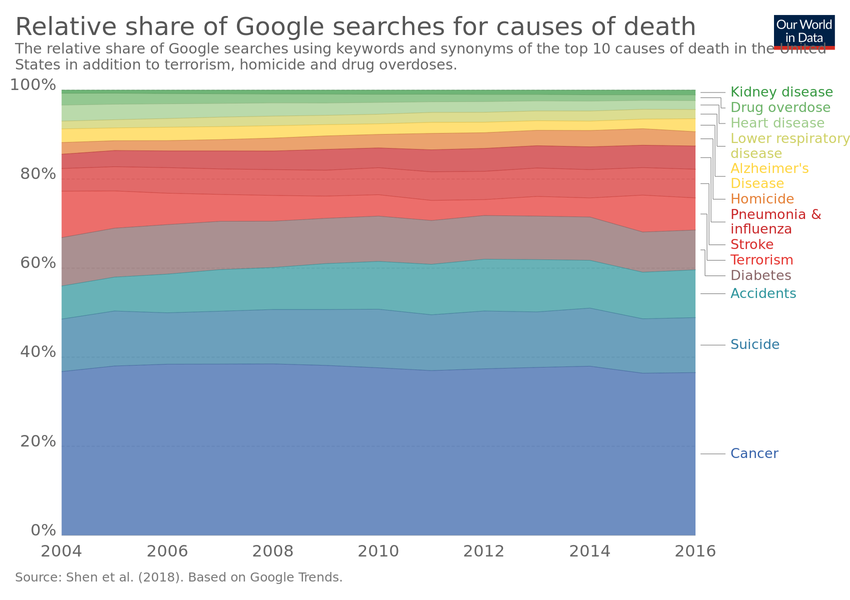 Relative share of Google searches for causes of death
Our World
in Data
The relative share of Google searches using keywords and synonyms of the top 10 causes of death in the United
States in addition to terrorism, homicide and drug overdoses.
100%
80%
60%
40%
20%
0%
Kidney disease
Drug overdose
Heart disease
Lower respiratory
disease
Alzheimer's
Disease
Homicide
Pneumonia &
influenza
Stroke
Terrorism
Diabetes
Accidents
Suicide
Cancer
2004 2006 2008 2010 2012 2014 2016
Source: Shen et al. (2018). Based on Google Trends.